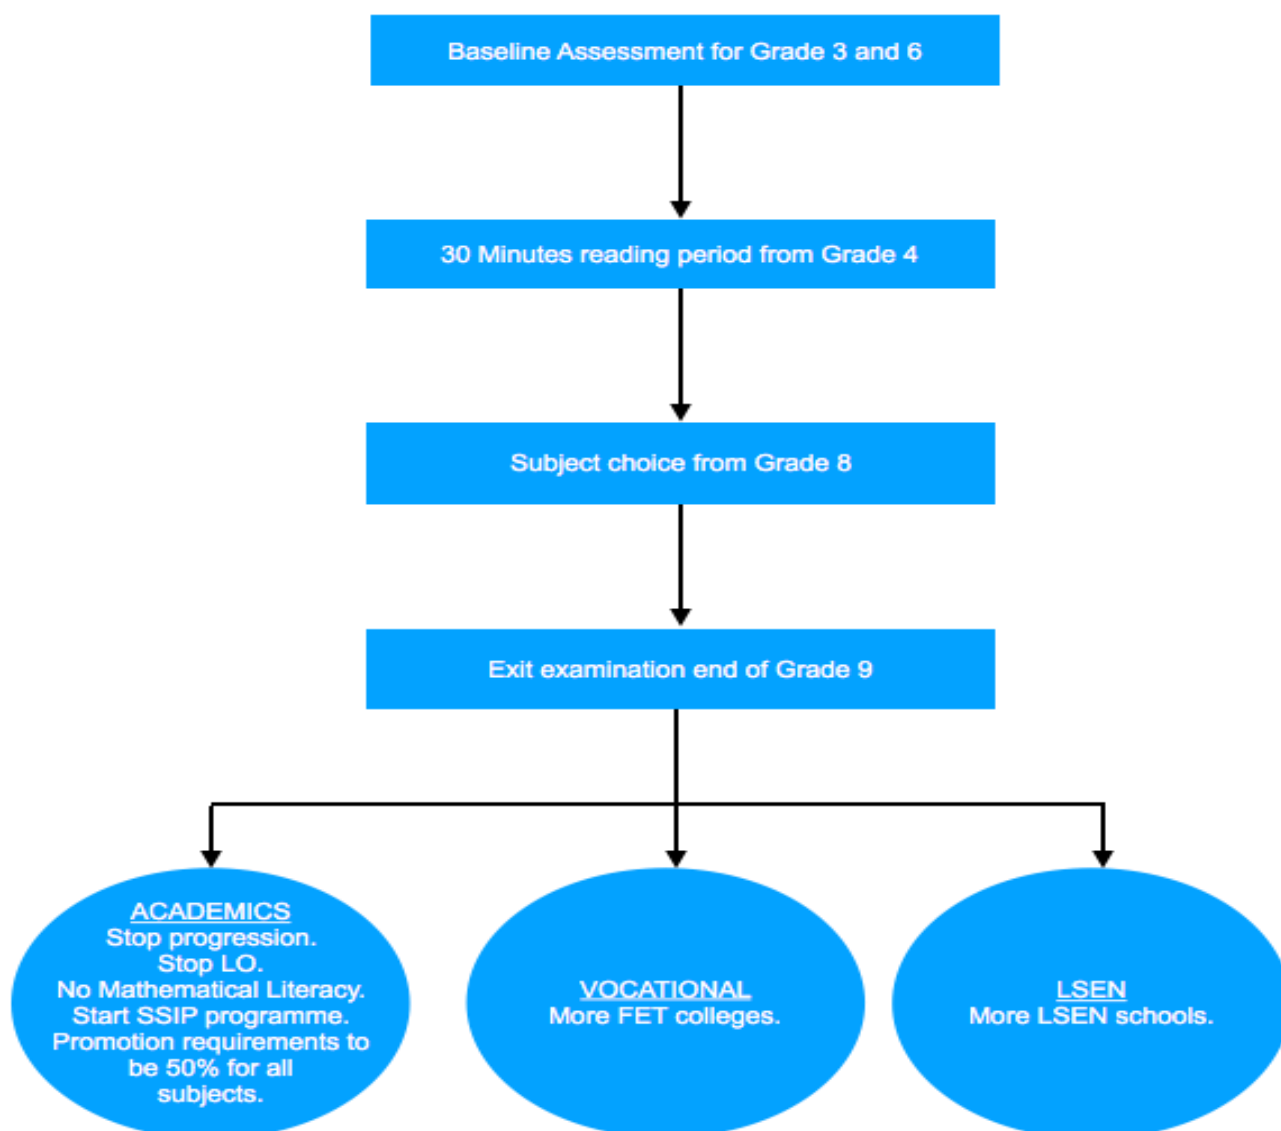 Baseline Assessment for Grade 3 and 6
30 Minutes reading period from Grade 4
Subject choice from Grade 8
Exit examination end of Grade 9
ACADEMICS
Stop progression.
Stop LO.
No Mathematical Literacy.
Start SSIP programme.
Promotion requirements to
be 50% for all
subjects.
VOCATIONAL
More FET colleges.
LSEN
More LSEN schools.